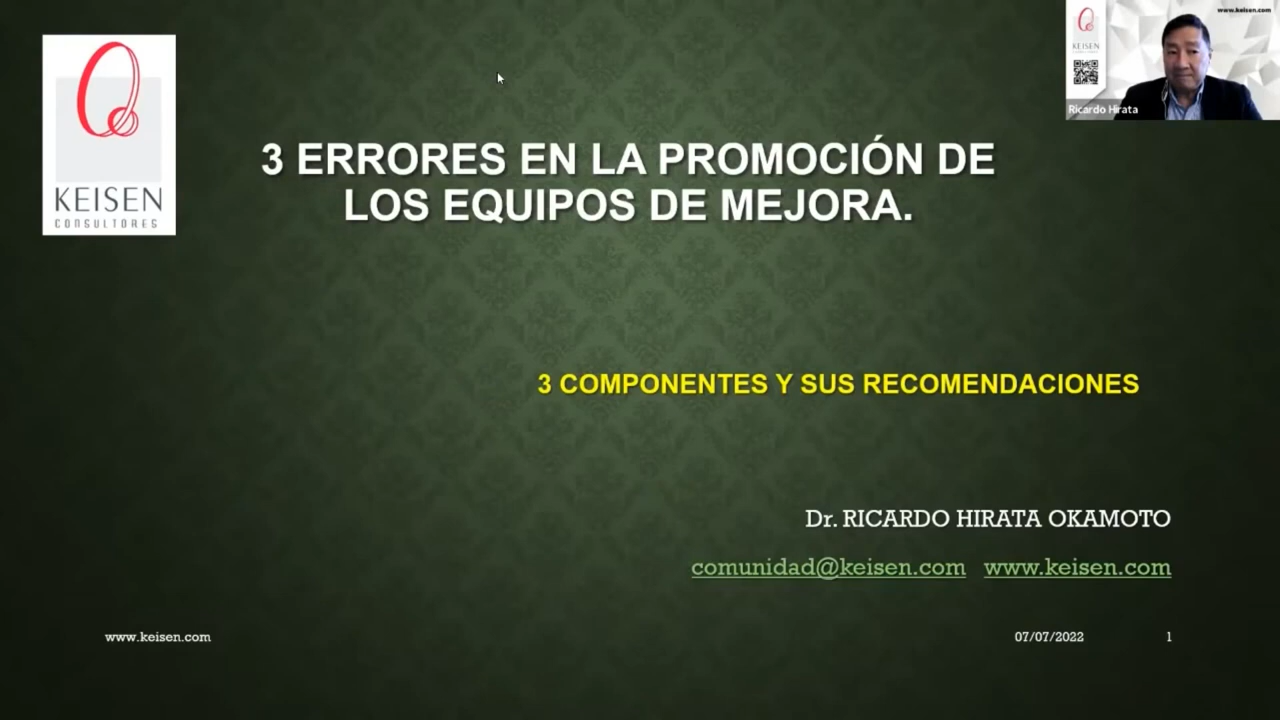 KEISEN
CONSULTORES
www.keisen.com
KEISEN
Ricardo Hirata
3 ERRORES EN LA PROMOCIÓN DE
LOS EQUIPOS DE MEJORA.
3 COMPONENTES Y SUS RECOMENDACIONES
Dr. RICARDO HIRATA OKAMOTO
comunidad@keisen.com www.keisen.com
www.keisen.com 07/07/2022 1